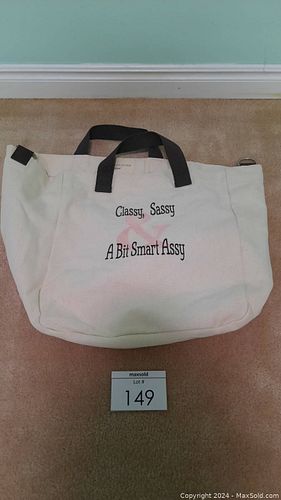 Classy, Sassy
&
A Bit Smart Assy
maxsold
Lot #
149
Copyright 2024 - MaxSold.com